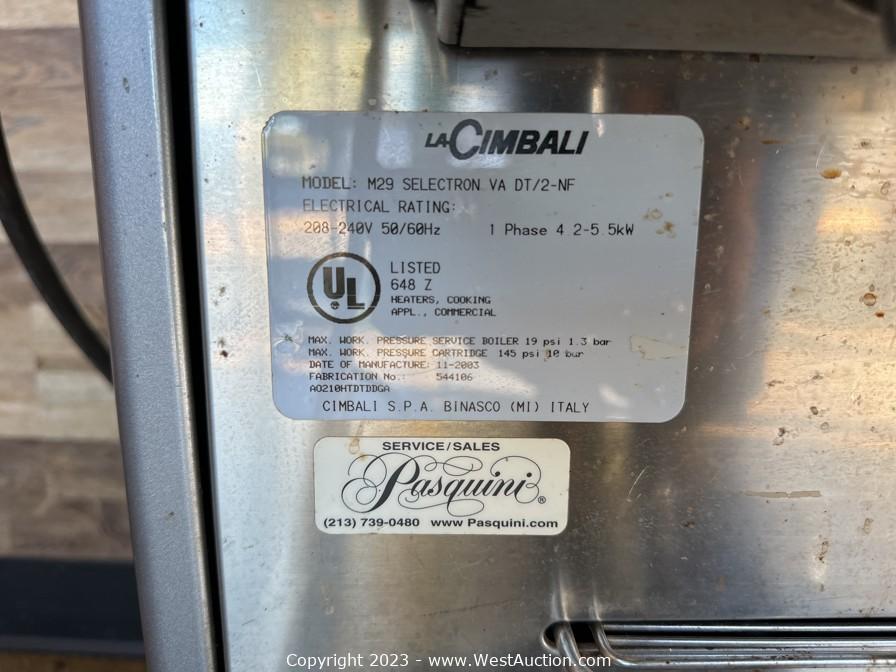 LA CIMBALI
MODEL: M29 SELECTRON VA DT/2-NF
ELECTRICAL RATING:
208-240V 50/60Hz 1 Phase 4.2-5.5kW
UL
LISTED
648 Z
HEATERS, COOKING
APPL., COMMERCIAL
MAX. WORK. PRESSURE SERVICE BOILER 19 psi 1.3 bar
MAX. WORK. PRESSURE CARTRIDGE 145 psi 10 bar
DATE OF MANUFACTURE: 11-2003
FABRICATION No.: 544106
AO210HTDTDDGA
CIMBALI S.P.A. BINASCO (MI) ITALY
SERVICE/SALES
Pasquini®
(213) 739-0480 www.Pasquini.com
Copyright 2023 - www.WestAuction.com